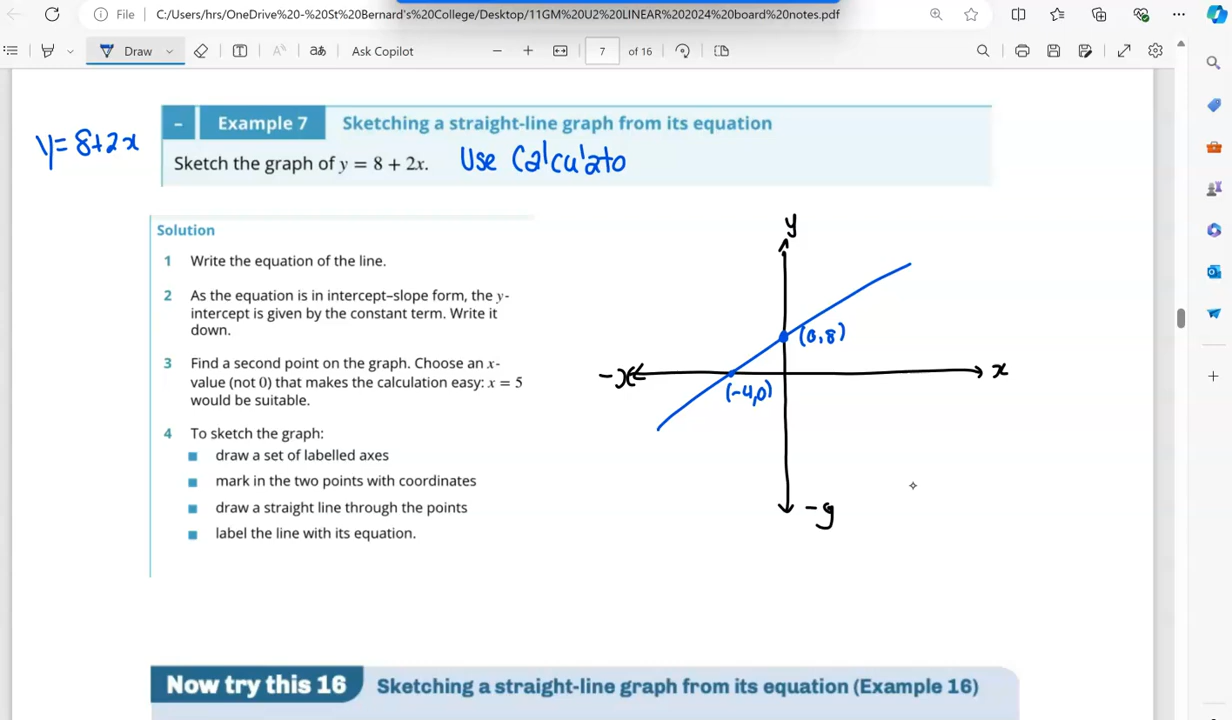 File C:/Users/hrs/OneDrive%20-%20St%20Bernard's%20College/Desktop/11GM%20U2%20LINEAR%202024%20board%20notes.pdf
Draw aあ Ask Copilot 7 of 16
y=8+2x
– Example 7 Sketching a straight-line graph from its equation
Sketch the graph of y = 8 + 2x. Use Calculato
Solution
1 Write the equation of the line.
2 As the equation is in intercept–slope form, the y-
intercept is given by the constant term. Write it
down.
3 Find a second point on the graph. Choose an x-
value (not 0) that makes the calculation easy: x = 5
would be suitable.
4 To sketch the graph:
draw a set of labelled axes
mark in the two points with coordinates
draw a straight line through the points
label the line with its equation.
y
(0,8)
-x
x
(-4,0)
-y
Now try this 16 Sketching a straight-line graph from its equation (Example 16)